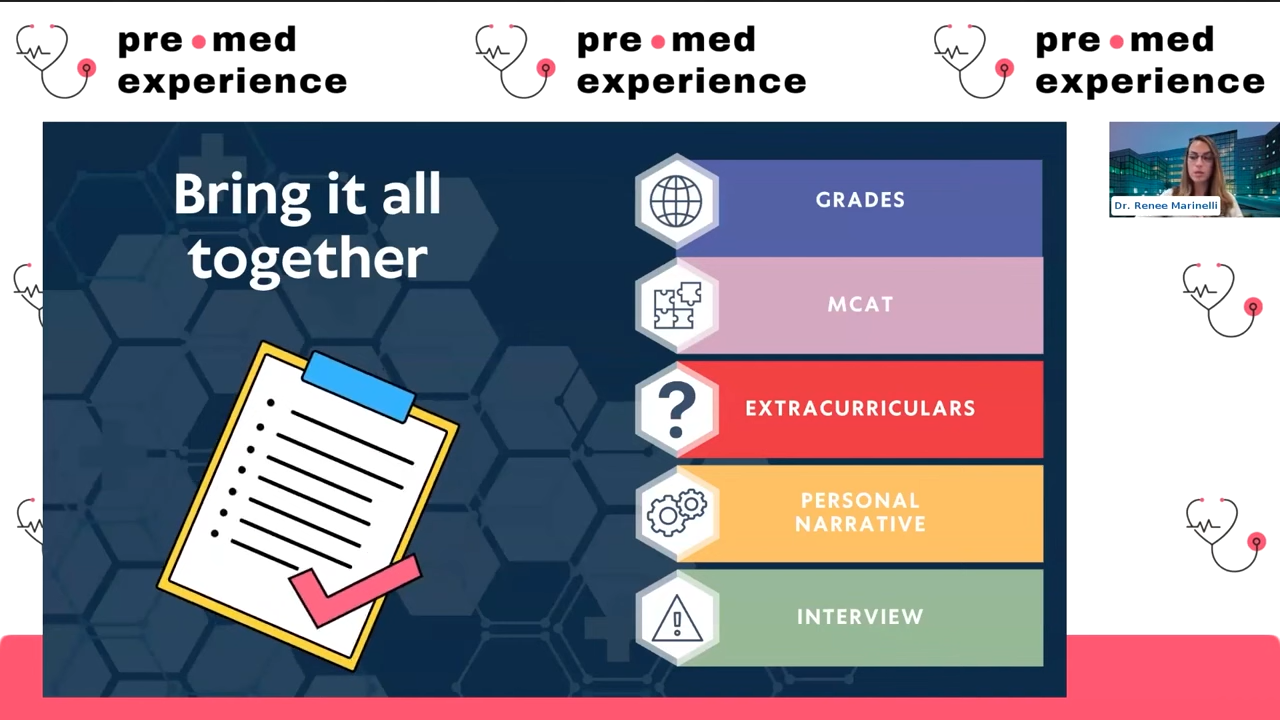 pre med
experience
pre med
experience
pre med
experience
Bring it all
together
GRADES
MCAT
EXTRACURRICULARS
PERSONAL
NARRATIVE
INTERVIEW
Dr. Renee Marinelli